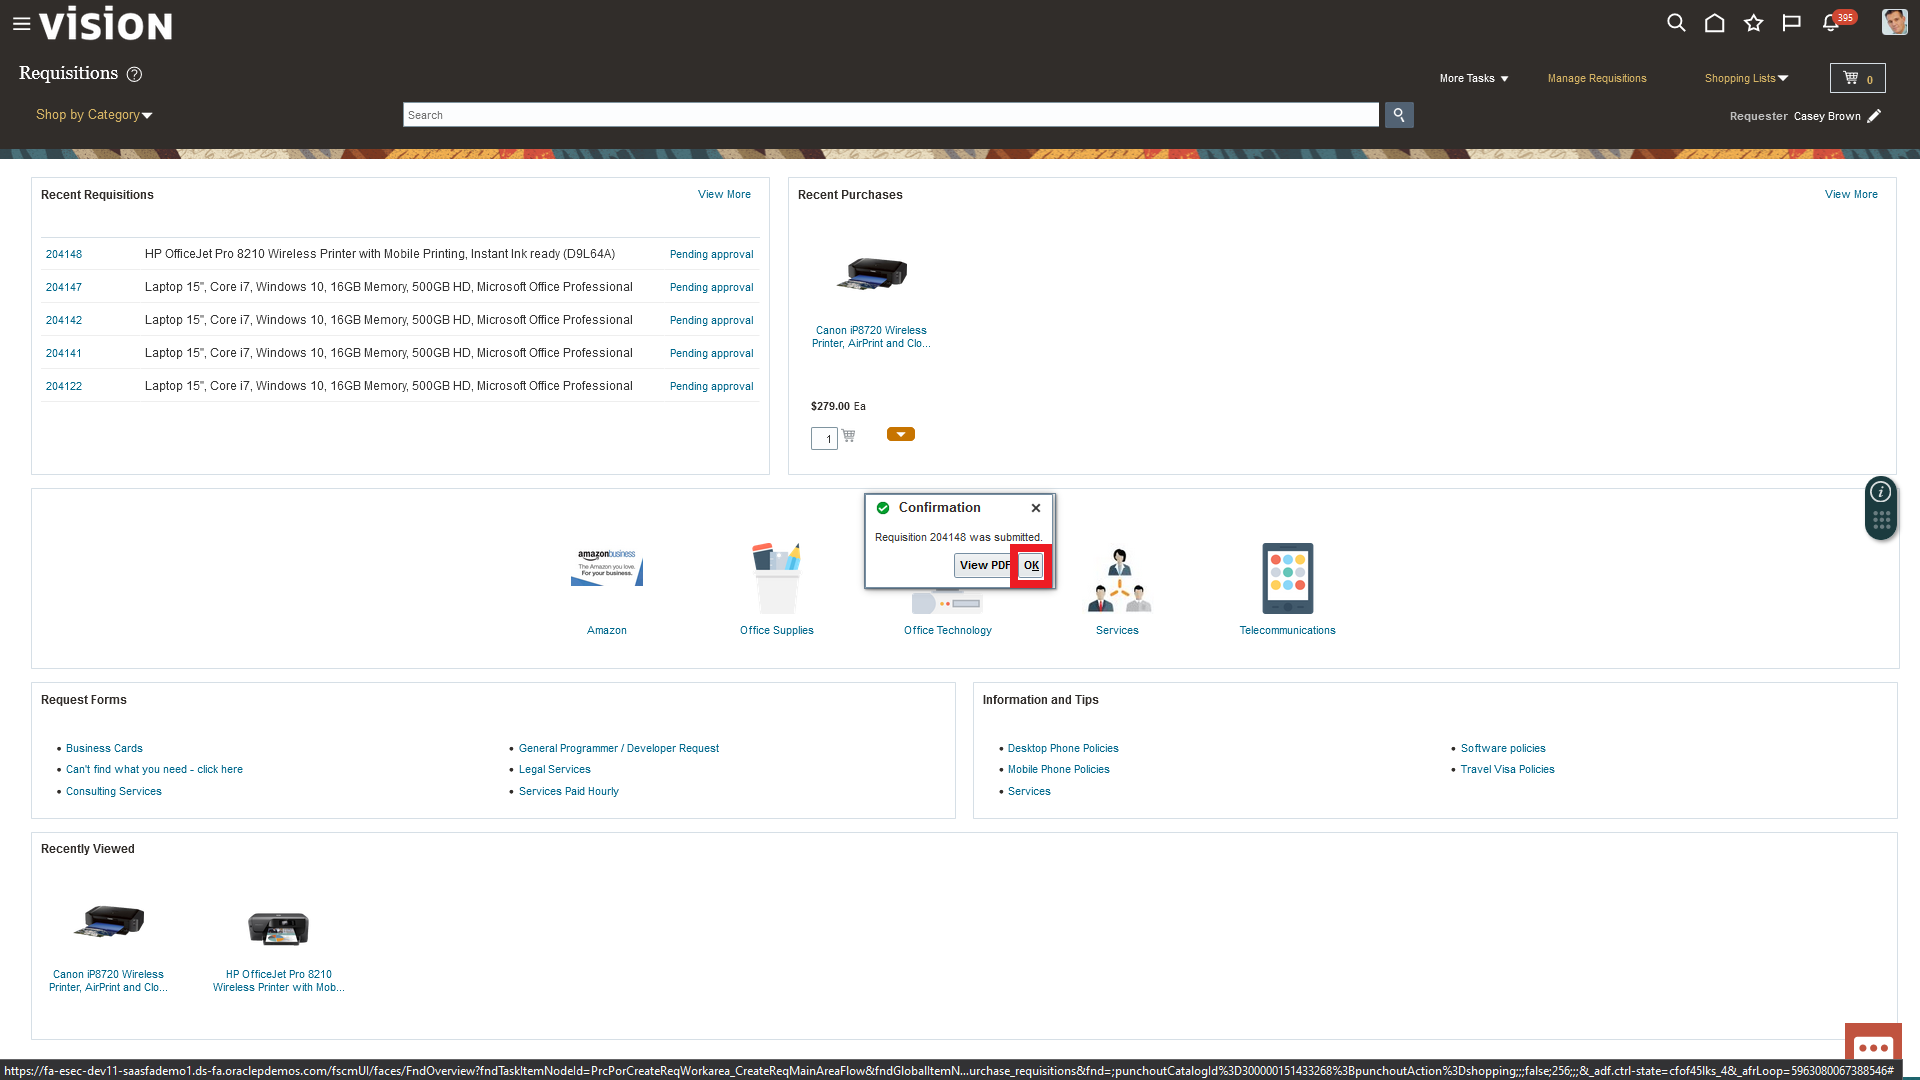 VISION
395
Requisitions ?
More Tasks
Manage Requisitions
Shopping Lists
0
Shop by Category
Search
Requester Casey Brown
Recent Requisitions
View More
204148 HP OfficeJet Pro 8210 Wireless Printer with Mobile Printing, Instant Ink ready (D9L64A) Pending approval
204147 Laptop 15", Core i7, Windows 10, 16GB Memory, 500GB HD, Microsoft Office Professional Pending approval
204142 Laptop 15", Core i7, Windows 10, 16GB Memory, 500GB HD, Microsoft Office Professional Pending approval
204141 Laptop 15", Core i7, Windows 10, 16GB Memory, 500GB HD, Microsoft Office Professional Pending approval
204122 Laptop 15", Core i7, Windows 10, 16GB Memory, 500GB HD, Microsoft Office Professional Pending approval
Recent Purchases
View More
Canon iP8720 Wireless
Printer, AirPrint and Clo...
$279.00 Ea
1
Confirmation
Requisition 204148 was submitted.
View PDF
OK
amazonbusiness
The Amazon you love.
For your business.
Amazon
Office Supplies
Office Technology
Services
Telecommunications
Request Forms
Business Cards
Can't find what you need - click here
Consulting Services
General Programmer / Developer Request
Legal Services
Services Paid Hourly
Information and Tips
Desktop Phone Policies
Mobile Phone Policies
Services
Software policies
Travel Visa Policies
Recently Viewed
Canon iP8720 Wireless
Printer, AirPrint and Clo...
HP OfficeJet Pro 8210
Wireless Printer with Mob...
https://fa-esec-dev11-saasfademo1.ds-fa.oraclepdemos.com/fscmUI/faces/FndOverview?fndTaskItemNodeId=PrcPorCreateReqWorkarea_CreateReqMainAreaFlow&fndGlobalItemN...urchase_requisitions&fnd=;punchoutCatalogId%3D300000151433268%3BpunchoutAction%3Dshopping;;;false;256;;;&_adf.ctrl-state=cfof45lks_4&_afrLoop=5963080067388546#